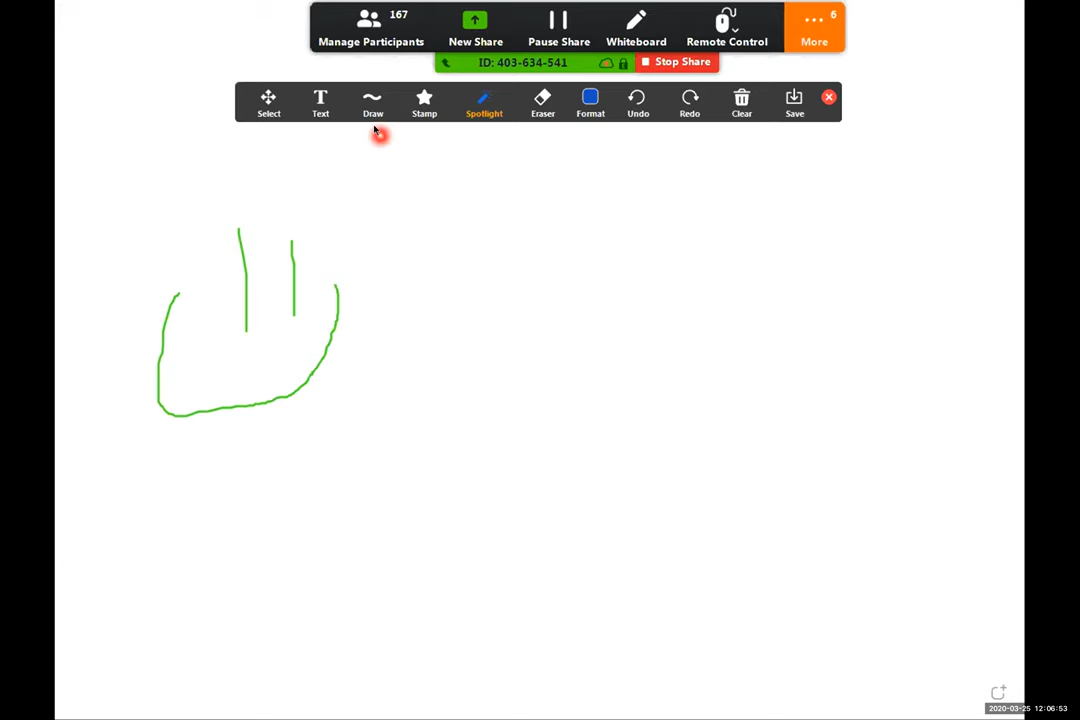 167 6
Manage Participants New Share Pause Share Whiteboard Remote Control More
ID: 403-634-541 Stop Share
Select Text Draw Stamp Spotlight Eraser Format Undo Redo Clear Save
2020-03-25 12:06:53